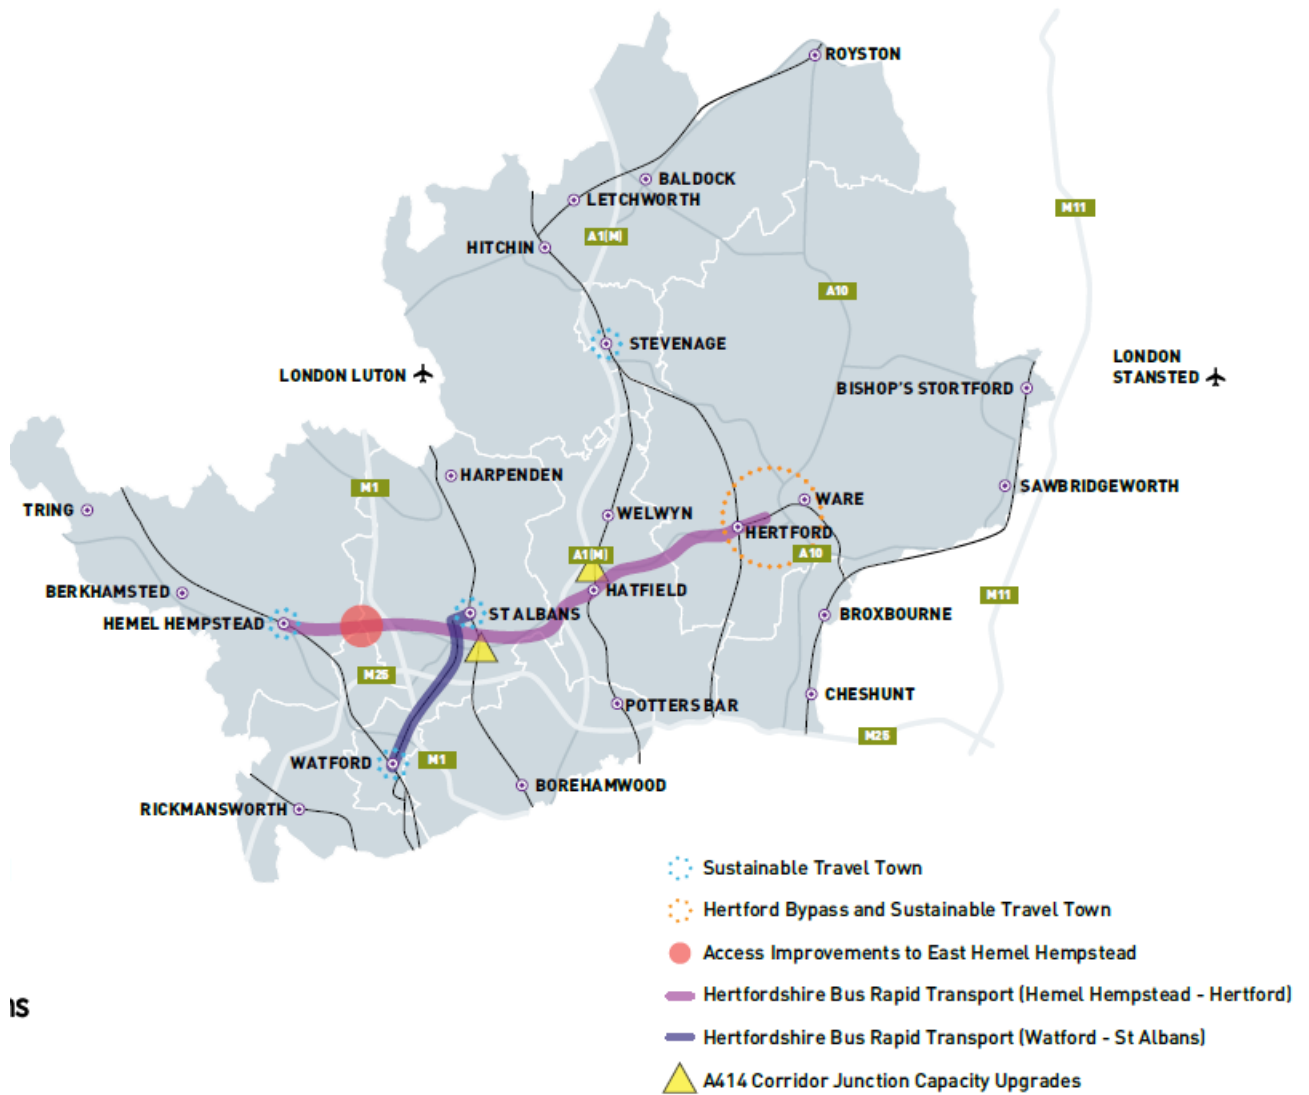 ROYSTON
BALDOCK
LETCHWORTH
M11
A1(M)
HITCHIN
A10
STEVENAGE
LONDON LUTON
LONDON
STANSTED
BISHOP'S STORTFORD
HARPENDEN
M1
SAWBRIDGEWORTH
WARE
TRING
WELWYN
HERTFORD
A1(M)
A10
BERKHAMSTED
HATFIELD
M11
ST ALBANS
BROXBOURNE
HEMEL HEMPSTEAD
M25
CHESHUNT
POTTERS BAR
M25
WATFORD
M1
BOREHAMWOOD
RICKMANSWORTH
Sustainable Travel Town
Hertford Bypass and Sustainable Travel Town
Access Improvements to East Hemel Hempstead
Hertfordshire Bus Rapid Transport (Hemel Hempstead - Hertford)
Hertfordshire Bus Rapid Transport (Watford - St Albans)
A414 Corridor Junction Capacity Upgrades